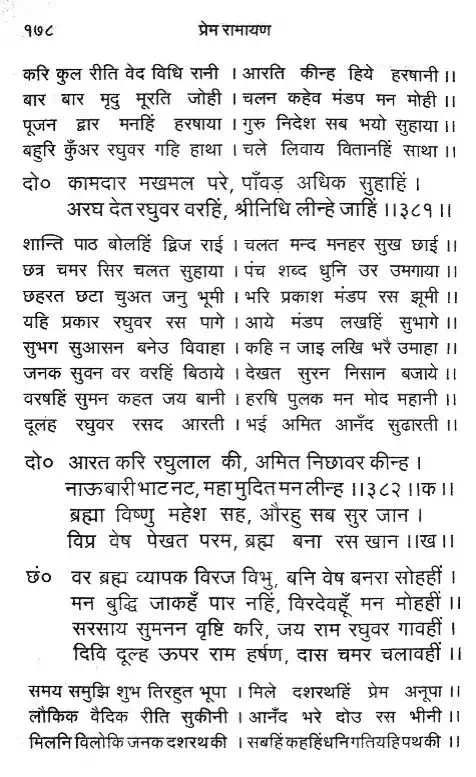 १७८ प्रेम रामायण
करि कुल रीति वेद विधि रानी । आरति कीन्ह हिये हरषानी ।।
बार बार मृदु मूरति जोही । चलन कहेव मंडप मन मोही ।।
पूजन द्वार मनहिं हरषाया । गुरु निदेश सब भयो सुहाया ।।
बहुरि कुँअर रघुवर गहि हाथा । चले लिवाय वितानहिं साथा ।।
दो० कामदार मखमल परे, पाँवड़ अधिक सुहाहिं ।
अरघ देत रघुवर वरहिं, श्रीनिधि लीन्हे जाहिं ।।३८१ ।।
शान्ति पाठ बोलहिं द्विज राई । चलत मन्द मनहर सुख छाई ।।
छत्र चमर सिर चलत सुहाया । पंच शब्द धुनि उर उमगाया ।।
छहरत छटा चुअत जनु भूमी । भरि प्रकाश मंडप रस झूमी ।।
यहि प्रकार रघुवर रस पागे । आये मंडप लखहिं सुभागे ।।
सुभग सुआसन बनेउ विवाहा । कहि न जाइ लखि भरै उमाहा ।।
जनक सुवन वर वरहिं बिठाये । देखत सुरन निसान बजाये ।।
वरषहिं सुमन कहत जय बानी । हरषि पुलक मन मोद महानी ।।
दूलंह रघुवर रसद आरती । भई अमित आनँद सुढारती ।।
दो० आरत करि रघुलाल की, अमित निछावर कीन्ह ।
नाऊ बारी भाट नट, महा मुदित मन लीन्ह ।।३८२ ।।क।।
ब्रह्मा विष्णु महेश सह, औरहु सब सुर जान ।
विप्र वेष पेखत परम, ब्रह्म बना रस खान ।।ख।।
छं० वर ब्रह्म व्यापक विरज विभु, बनि वेष बनरा सोहहीं ।
मन बुद्धि जाकहँ पार नहिं, विरदेवहूँ मन मोहहीं ।।
सरसाय सुमनन वृष्टि करि, जय राम रघुवर गावहीं ।
दिवि दूल्ह ऊपर राम हर्षण, दास चमर चलावहीं ।।
समय समुझि शुभ तिरहुत भूपा । मिले दशरथहिं प्रेम अनूपा ।।
लौकिक वैदिक रीति सुकीनी । आनँद भरे दोउ रस भीनी ।।
मिलनि विलोकि जनक दशरथ की । सबहिं कहहिं धनि गति यहि पथ की ।।